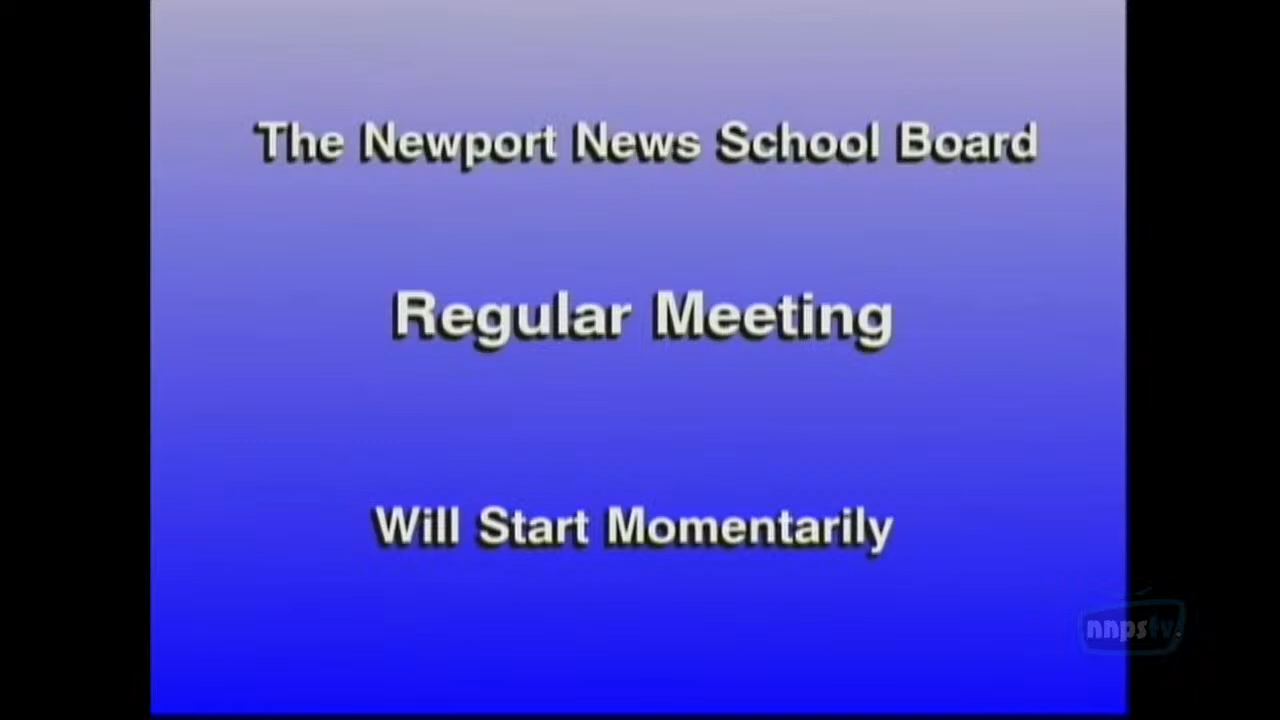 The Newport News School Board
Regular Meeting
Will Start Momentarily
nnpstv.